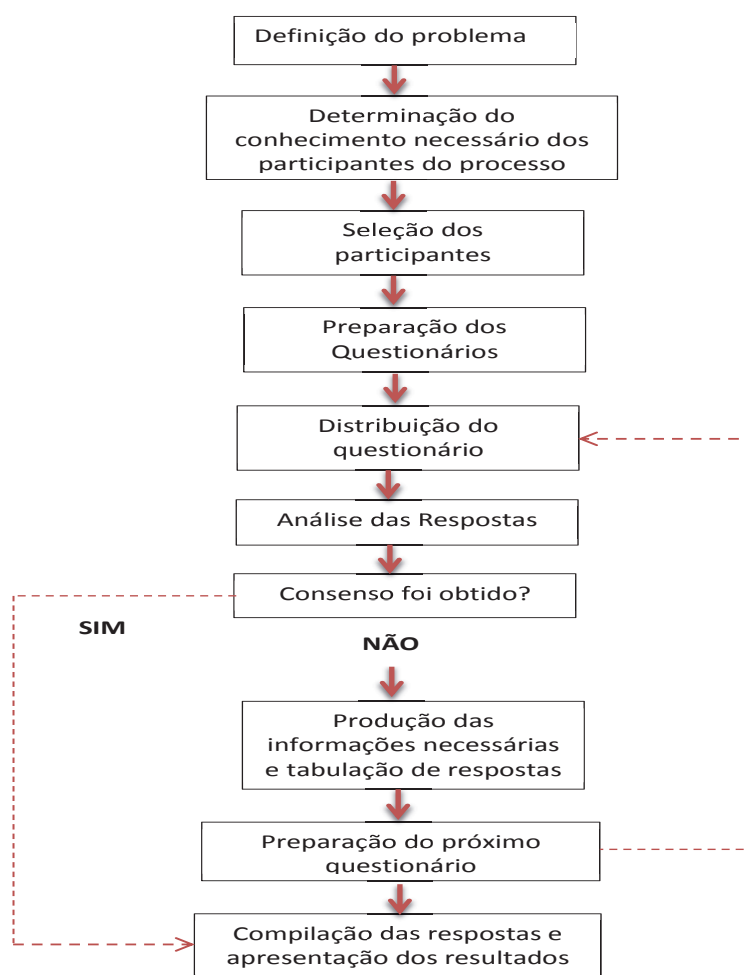 Definição do problema
Determinação do
conhecimento necessário dos
participantes do processo
Seleção dos
participantes
Preparação dos
Questionários
Distribuição do
questionário
Análise das Respostas
Consenso foi obtido?
SIM
NÃO
Produção das
informações necessárias
e tabulação de respostas
Preparação do próximo
questionário
Compilação das respostas e
apresentação dos resultados